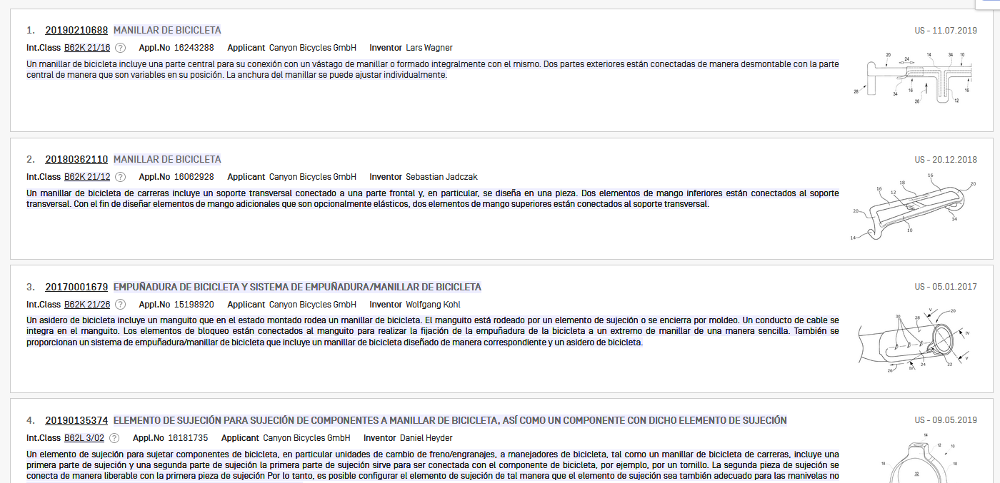 1. 20190210688 MANILLAR DE BICICLETA US - 11.07.2019
Int.Class B62K 21/16 ? Appl.No 16243288 Applicant Canyon Bicycles GmbH Inventor Lars Wagner
Un manillar de bicicleta incluye una parte central para su conexión con un vástago de manillar o formado integralmente con el mismo. Dos partes exteriores están conectadas de manera desmontable con la parte
central de manera que son variables en su posición. La anchura del manillar se puede ajustar individualmente.
20 24 14 34 10
28 34 16 26 12 16
2. 20180362110 MANILLAR DE BICICLETA US - 20.12.2018
Int.Class B62K 21/12 ? Appl.No 16062928 Applicant Canyon Bicycles GmbH Inventor Sebastian Jadczak
Un manillar de bicicleta de carreras incluye un soporte transversal conectado a una parte frontal y, en particular, se diseña en una pieza. Dos elementos de mango inferiores están conectados al soporte
transversal. Con el fin de diseñar elementos de mango adicionales que son opcionalmente elásticos, dos elementos de mango superiores están conectados al soporte transversal.
16 18 20
16 12
20 14
14 10
3. 20170001679 EMPUÑADURA DE BICICLETA Y SISTEMA DE EMPUÑADURA/MANILLAR DE BICICLETA US - 05.01.2017
Int.Class B62K 21/26 ? Appl.No 15198920 Applicant Canyon Bicycles GmbH Inventor Wolfgang Kohl
Un asidero de bicicleta incluye un manguito que en el estado montado rodea un manillar de bicicleta. El manguito está rodeado por un elemento de sujeción o se encierra por moldeo. Un conducto de cable se
integra en el manguito. Los elementos de bloqueo están conectados al manguito para realizar la fijación de la empuñadura de la bicicleta a un extremo de manillar de una manera sencilla. También se
proporcionan un sistema de empuñadura/manillar de bicicleta que incluye un manillar de bicicleta diseñado de manera correspondiente y un asidero de bicicleta.
30 28 V 20
IV
V
26 IV 24 22
4. 20190135374 ELEMENTO DE SUJECIÓN PARA SUJECIÓN DE COMPONENTES A MANILLAR DE BICICLETA, ASÍ COMO UN COMPONENTE CON DICHO ELEMENTO DE SUJECIÓN US - 09.05.2019
Int.Class B62L 3/02 ? Appl.No 16181735 Applicant Canyon Bicycles GmbH Inventor Daniel Heyder
Un elemento de sujeción para sujetar componentes de bicicleta, en particular unidades de cambio de freno/engranajes, a manejadores de bicicleta, tal como un manillar de bicicleta de carreras, incluye una
primera parte de sujeción y una segunda parte de sujeción la primera parte de sujeción sirve para ser conectada con el componente de bicicleta, por ejemplo, por un tornillo. La segunda pieza de sujeción se
conecta de manera liberable con la primera pieza de sujeción Por lo tanto, es posible configurar el elemento de sujeción de tal manera que el elemento de sujeción sea también adecuado para las manivelas no
14
12 10
18 18
32